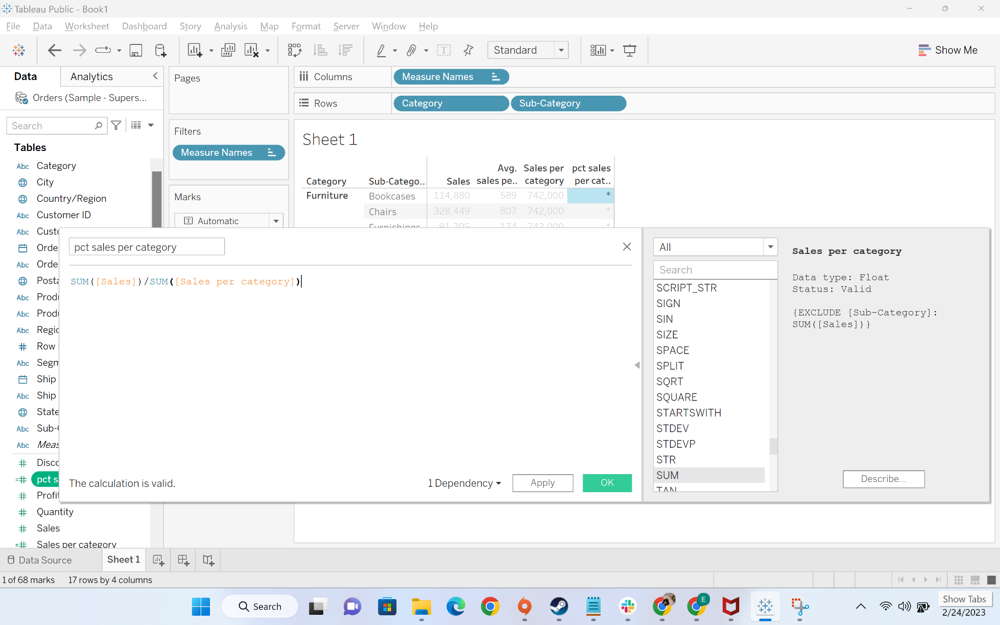 Tableau Public - Book1
File Data Worksheet Dashboard Story Analysis Map Format Server Window Help
Standard
Show Me
Data Analytics
Orders (Sample - Supers...
Search
Tables
Abc Category
City
Country/Region
Abc Customer ID
Abc Custo
Orde
Abc Orde
Posta
Abc Produ
Abc Produ
Abc Regio
Row
Abc Segm
Ship
Abc Ship
State
Abc Sub-
Abc Meas
Disco
pct s
Profit
Quantity
Sales
Sales per category
Pages
Filters
Measure Names
Marks
Automatic
Columns Measure Names
Rows Category Sub-Category
Sheet 1
Category Sub-Catego.. Sales Avg. sales pe.. Sales per category pct sales per cat..
Furniture Bookcases 114,880 589 742,000 *
Chairs 328,449 807 742,000 *
Furnishings 91,705 174 742,000 *
pct sales per category
SUM([Sales])/SUM([Sales per category])
The calculation is valid.
1 Dependency Apply OK
All
Search
SCRIPT_STR
SIGN
SIN
SIZE
SPACE
SPLIT
SQRT
SQUARE
STARTSWITH
STDEV
STDEVP
STR
SUM
TAN
Sales per category
Data type: Float
Status: Valid
{EXCLUDE [Sub-Category]:
SUM([Sales])}
Describe...
Data Source Sheet 1
1 of 68 marks 17 rows by 4 columns
Search
E
Show Tabs
2/24/2023